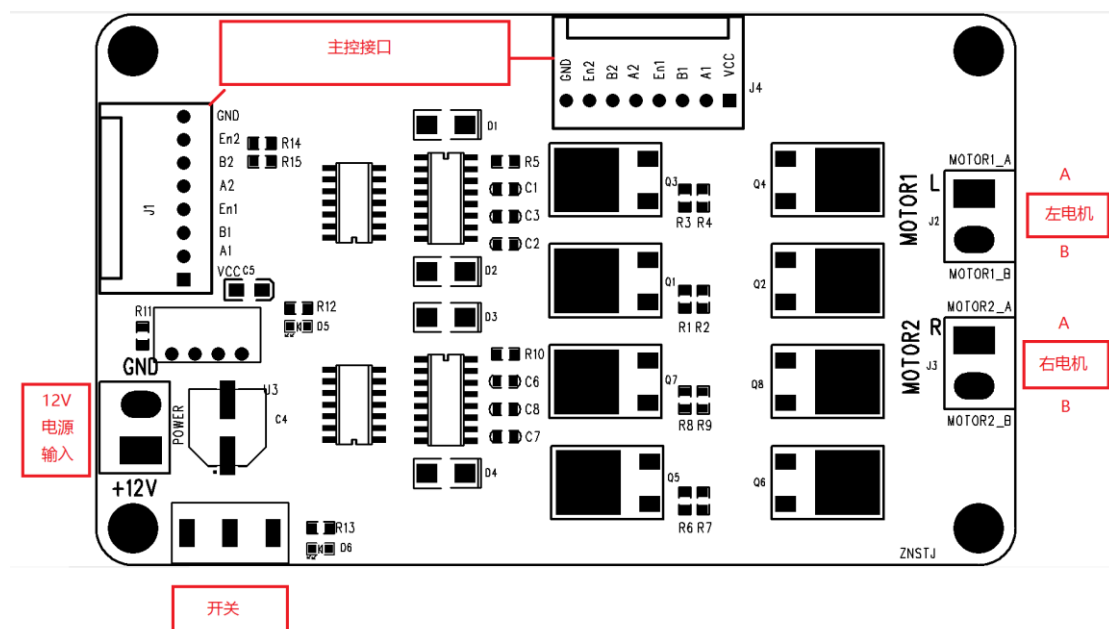 主控接口
GND
En2
B2
A2
En1
B1
A1
VCC
J4
GND
En2
B2
A2
En1
B1
A1
VCC
J1
C5
R14
R15
D1
R5
C1
C3
C2
D2
D3
R12
D5
R11
GND
U3
C4
POWER
+12V
12V
电源
输入
R10
C6
C8
C7
D4
R13
D6
开关
Q3
R3 R4
Q4
Q1
R1 R2
Q2
Q7
R8 R9
Q8
Q5
R6 R7
Q6
MOTOR1
L
J2
MOTOR1_A
MOTOR1_B
A
左电机
B
MOTOR2
R
J3
MOTOR2_A
MOTOR2_B
A
右电机
B
ZNSTJ